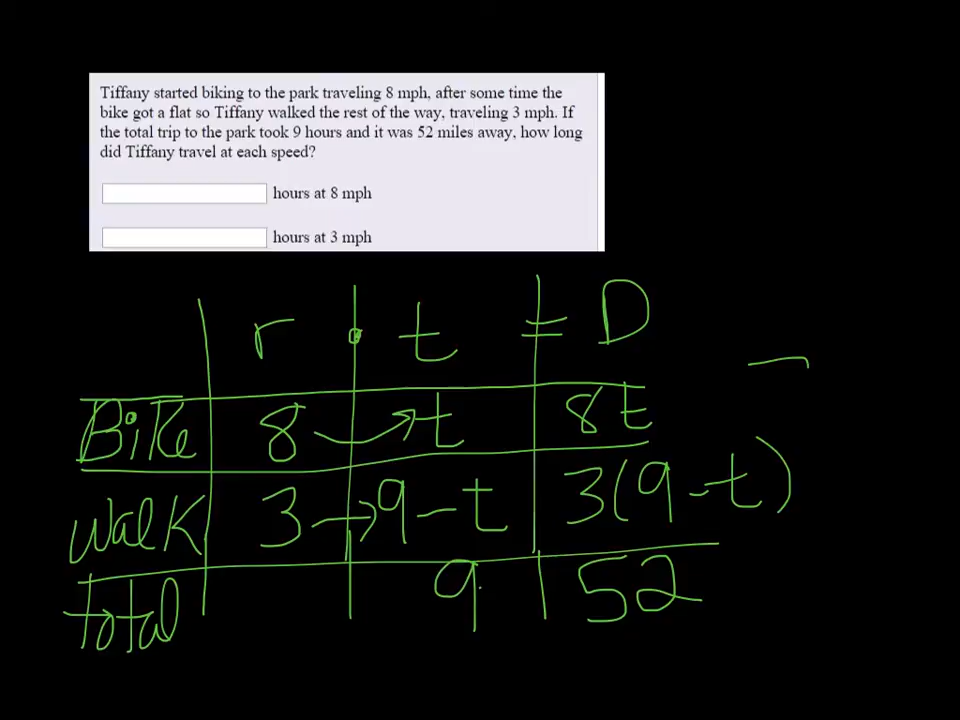 Tiffany started biking to the park traveling 8 mph, after some time the
bike got a flat so Tiffany walked the rest of the way, traveling 3 mph. If
the total trip to the park took 9 hours and it was 52 miles away, how long
did Tiffany travel at each speed?
hours at 8 mph
hours at 3 mph
r • t = D
Bike 8 → t 8t
walk 3 → 9 - t 3(9 - t)
total 9 52